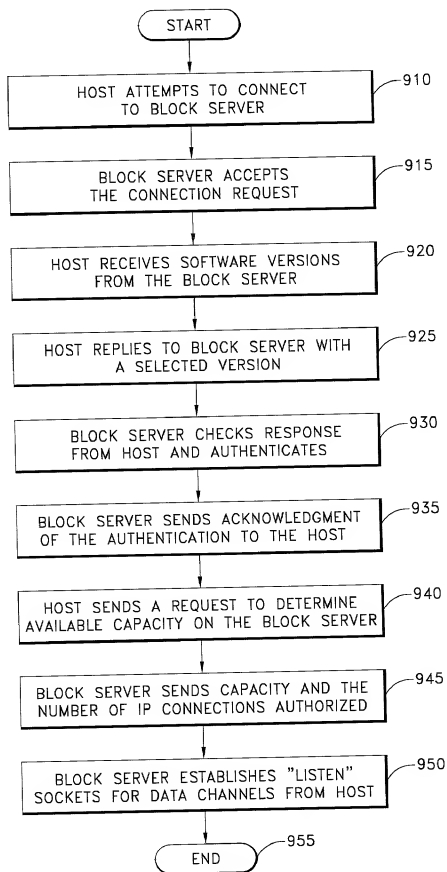 START
HOST ATTEMPTS TO CONNECT
TO BLOCK SERVER
910
BLOCK SERVER ACCEPTS
THE CONNECTION REQUEST
915
HOST RECEIVES SOFTWARE VERSIONS
FROM THE BLOCK SERVER
920
HOST REPLIES TO BLOCK SERVER WITH
A SELECTED VERSION
925
BLOCK SERVER CHECKS RESPONSE
FROM HOST AND AUTHENTICATES
930
BLOCK SERVER SENDS ACKNOWLEDGMENT
OF THE AUTHENTICATION TO THE HOST
935
HOST SENDS A REQUEST TO DETERMINE
AVAILABLE CAPACITY ON THE BLOCK SERVER
940
BLOCK SERVER SENDS CAPACITY AND THE
NUMBER OF IP CONNECTIONS AUTHORIZED
945
BLOCK SERVER ESTABLISHES "LISTEN"
SOCKETS FOR DATA CHANNELS FROM HOST
950
END
955